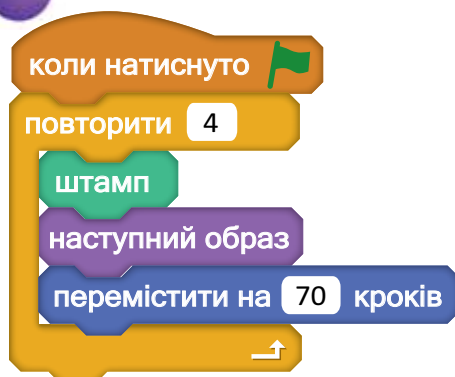 коли натиснуто
повторити 4
штамп
наступний образ
перемістити на 70 кроків